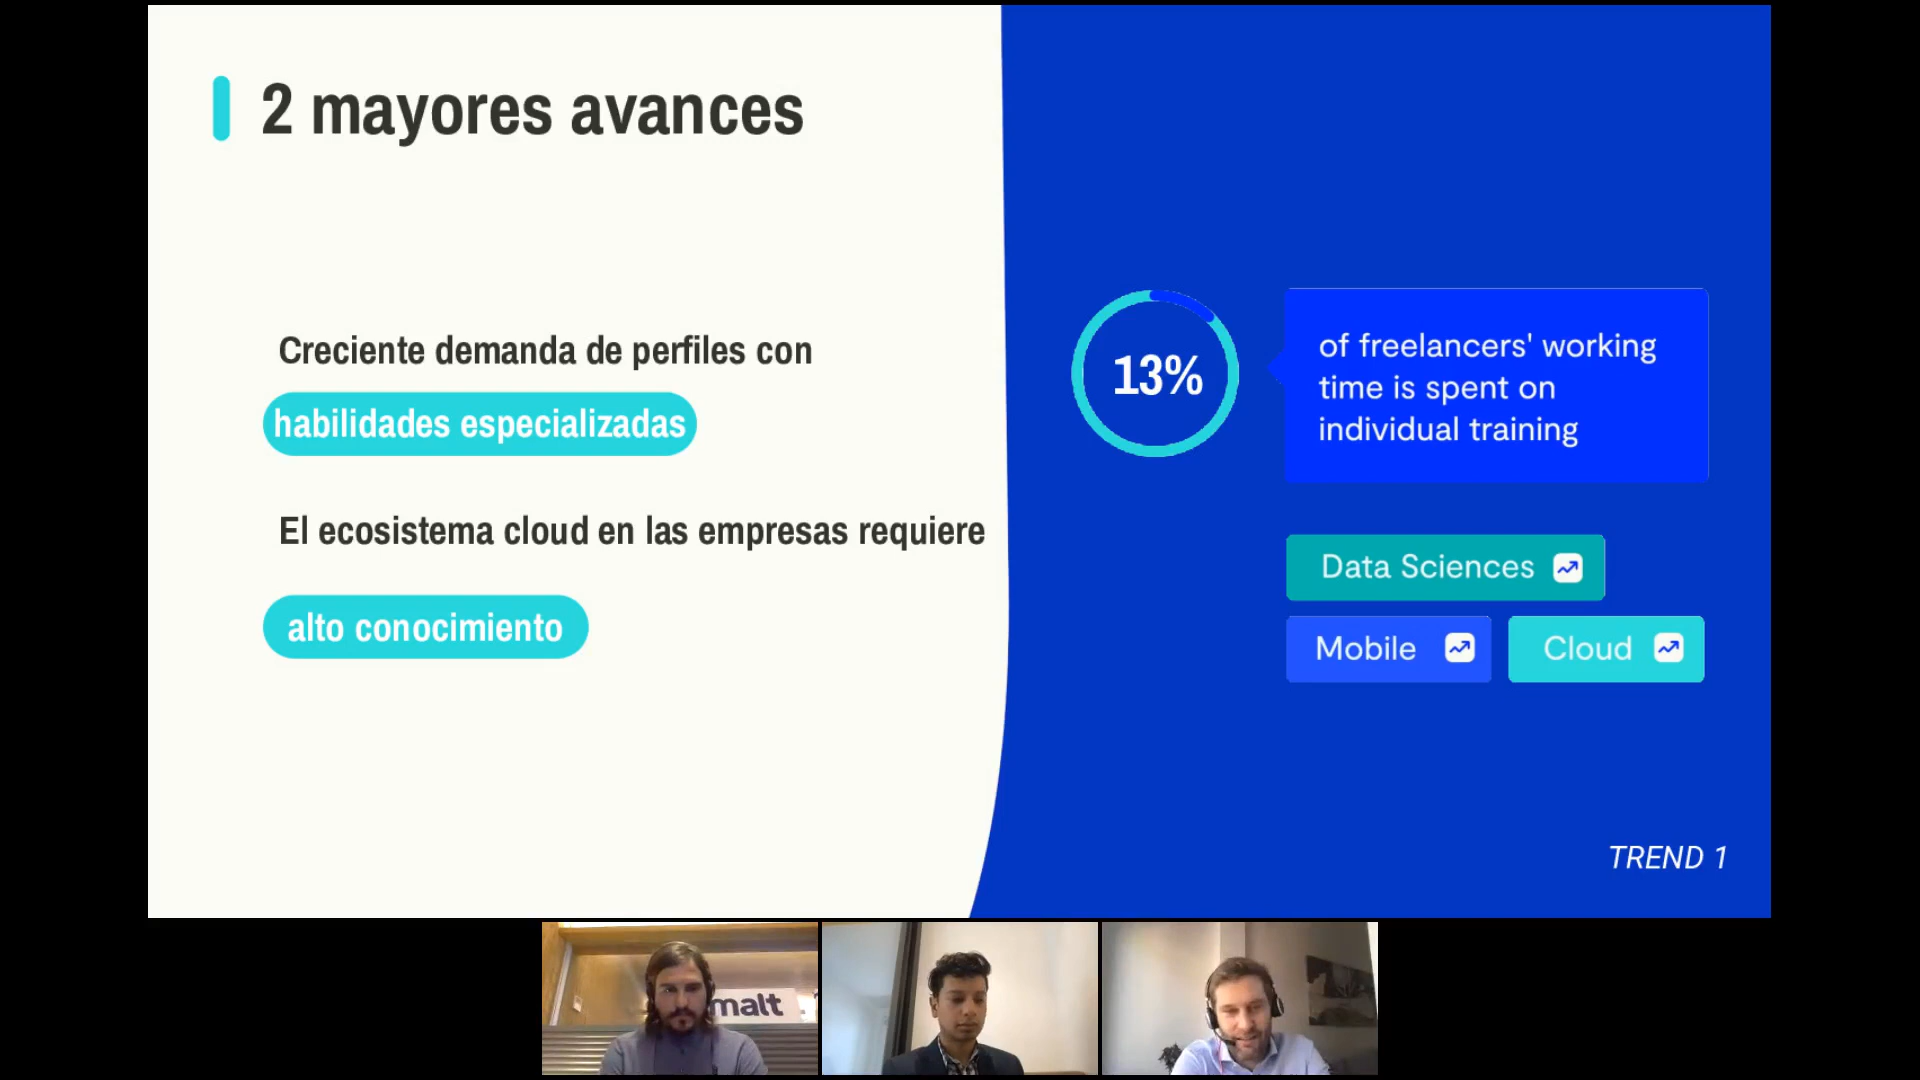 2 mayores avances
Creciente demanda de perfiles con
habilidades especializadas
El ecosistema cloud en las empresas requiere
alto conocimiento
13%
of freelancers' working
time is spent on
individual training
Data Sciences
Mobile
Cloud
TREND 1
malt